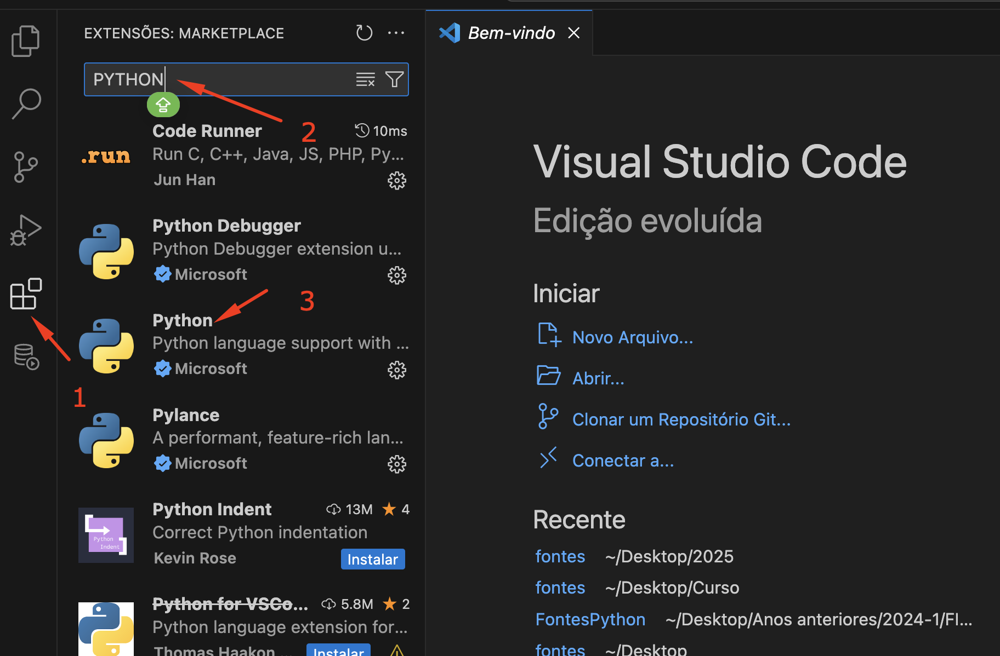 EXTENSÕES: MARKETPLACE
PYTHON
2
.run
Code Runner 10ms
Run C, C++, Java, JS, PHP, Py...
Jun Han
Python Debugger
Python Debugger extension u...
Microsoft
3
Python
Python language support with ...
Microsoft
1
Pylance
A performant, feature-rich lan...
Microsoft
Python
Indent
Python Indent 13M 4
Correct Python indentation
Kevin Rose Instalar
Python for VSCo... 5.8M 2
Python language extension for...
Thomas Haakon ... Instalar
Bem-vindo
Visual Studio Code
Edição evoluída
Iniciar
Novo Arquivo...
Abrir...
Clonar um Repositório Git...
Conectar a...
Recente
fontes ~/Desktop/2025
fontes ~/Desktop/Curso
FontesPython ~/Desktop/Anos anteriores/2024-1/FI...
fontes ~/Desktop